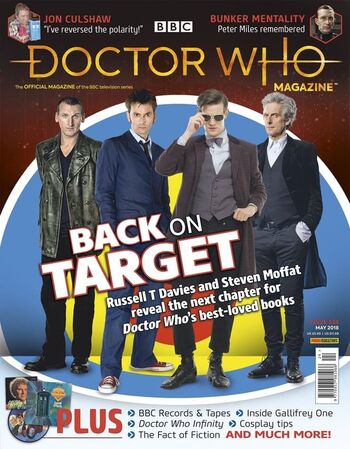 JON CULSHAW
"I've reversed the polarity!"
BBC
BUNKER MENTALITY
Peter Miles remembered
DOCTOR WHO
The OFFICIAL MAGAZINE of the BBC television series
MAGAZINE
BACK ON
TARGET
Russell T Davies and Steven Moffat
reveal the next chapter for
Doctor Who's best-loved books
MAY 2018
PLUS
BBC Records & Tapes
Inside Gallifrey One
Doctor Who Infinity
Cosplay tips
The Fact of Fiction
AND MUCH MORE!